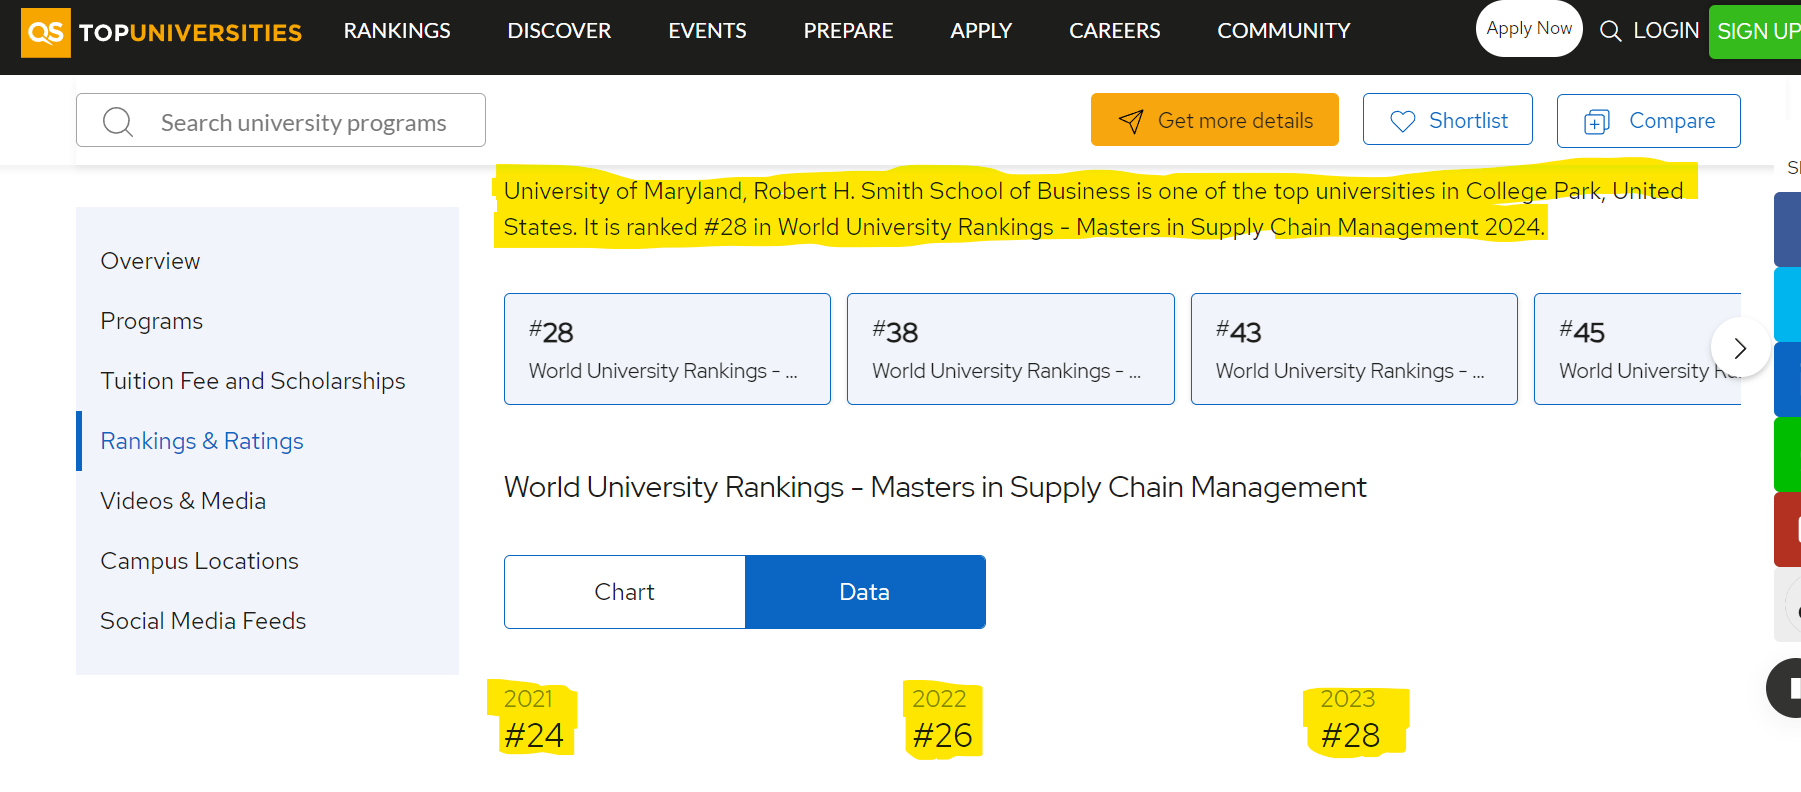 QS TOPUNIVERSITIES RANKINGS DISCOVER EVENTS PREPARE APPLY CAREERS COMMUNITY Apply Now LOGIN SIGN UP
Search university programs Get more details Shortlist Compare
University of Maryland, Robert H. Smith School of Business is one of the top universities in College Park, United
States. It is ranked #28 in World University Rankings - Masters in Supply Chain Management 2024.
Overview
Programs
Tuition Fee and Scholarships
Rankings & Ratings
Videos & Media
Campus Locations
Social Media Feeds
#28
World University Rankings - ...
#38
World University Rankings - ...
#43
World University Rankings - ...
#45
World University
World University Rankings - Masters in Supply Chain Management
Chart Data
2021 2022 2023
#24 #26 #28